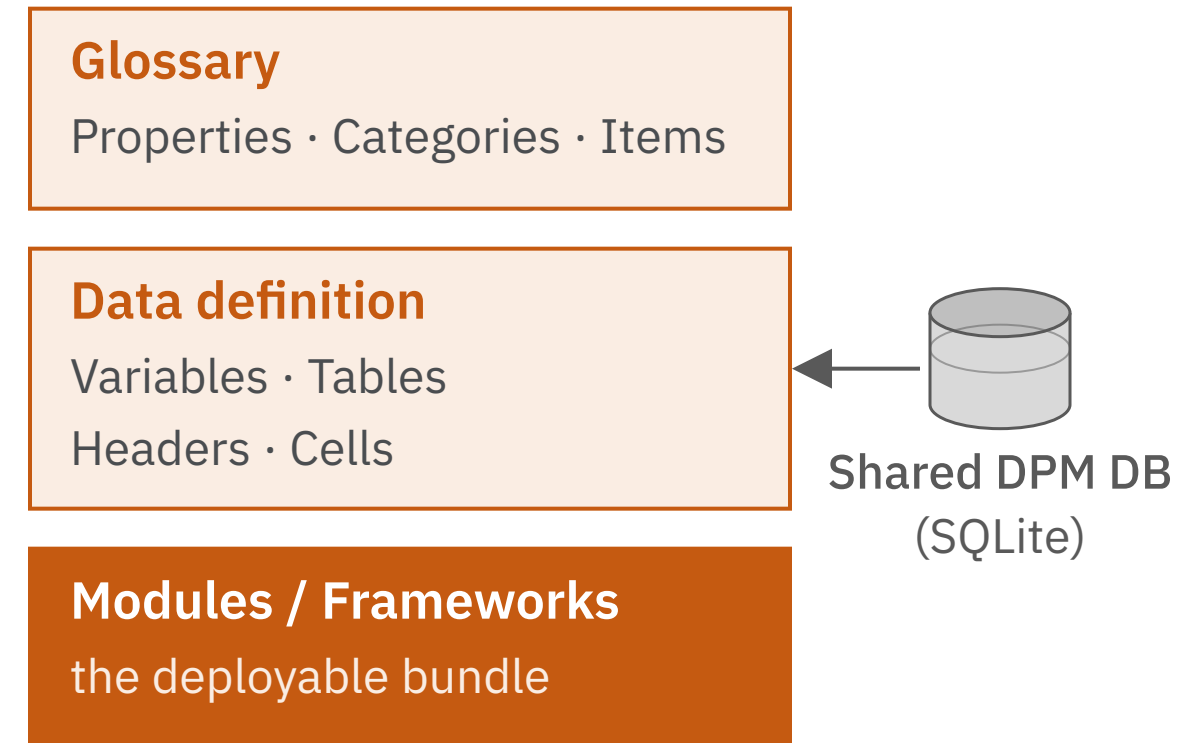 Glossary
Properties · Categories · Items
Data definition
Variables · Tables
Headers · Cells
Shared DPM DB
(SQLite)
Modules / Frameworks
the deployable bundle